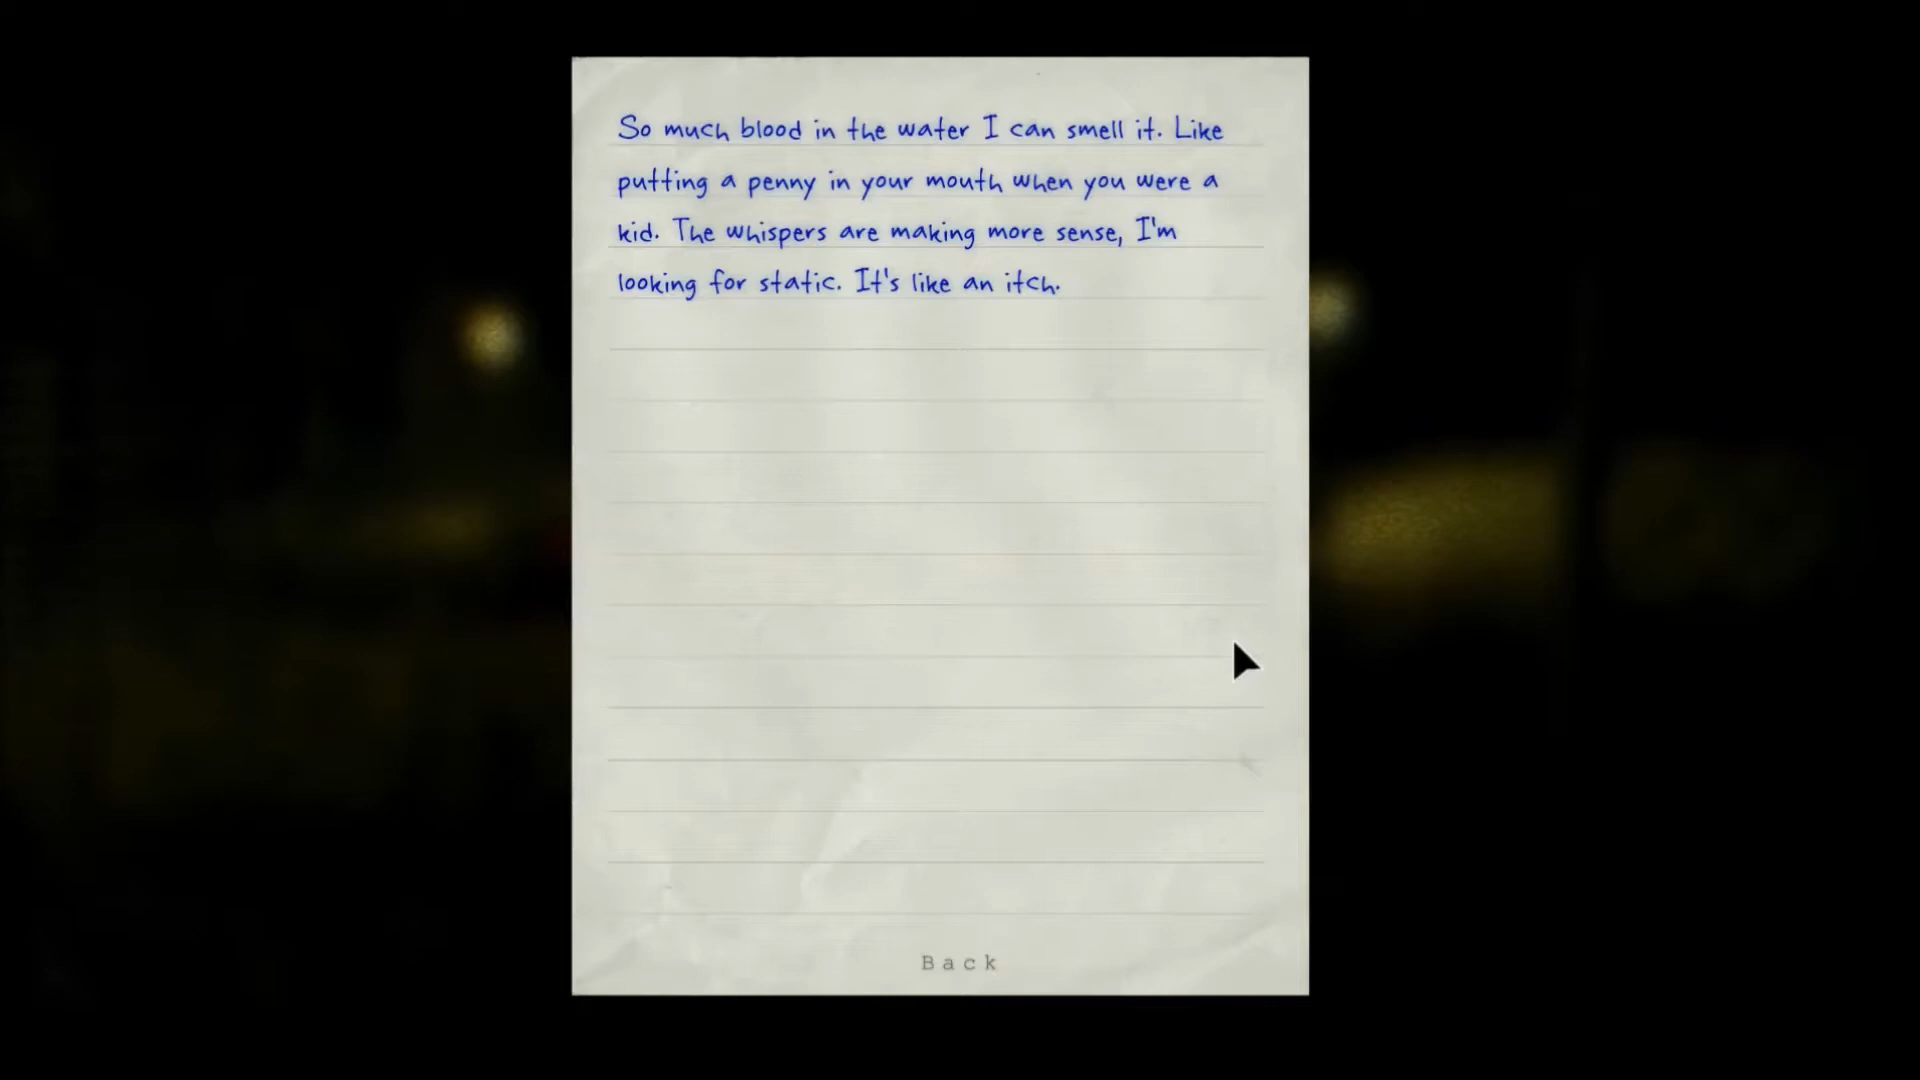 So much blood in the water I can smell it. Like
putting a penny in your mouth when you were a
kid. The whispers are making more sense, I'm
looking for static. It's like an itch.
Back